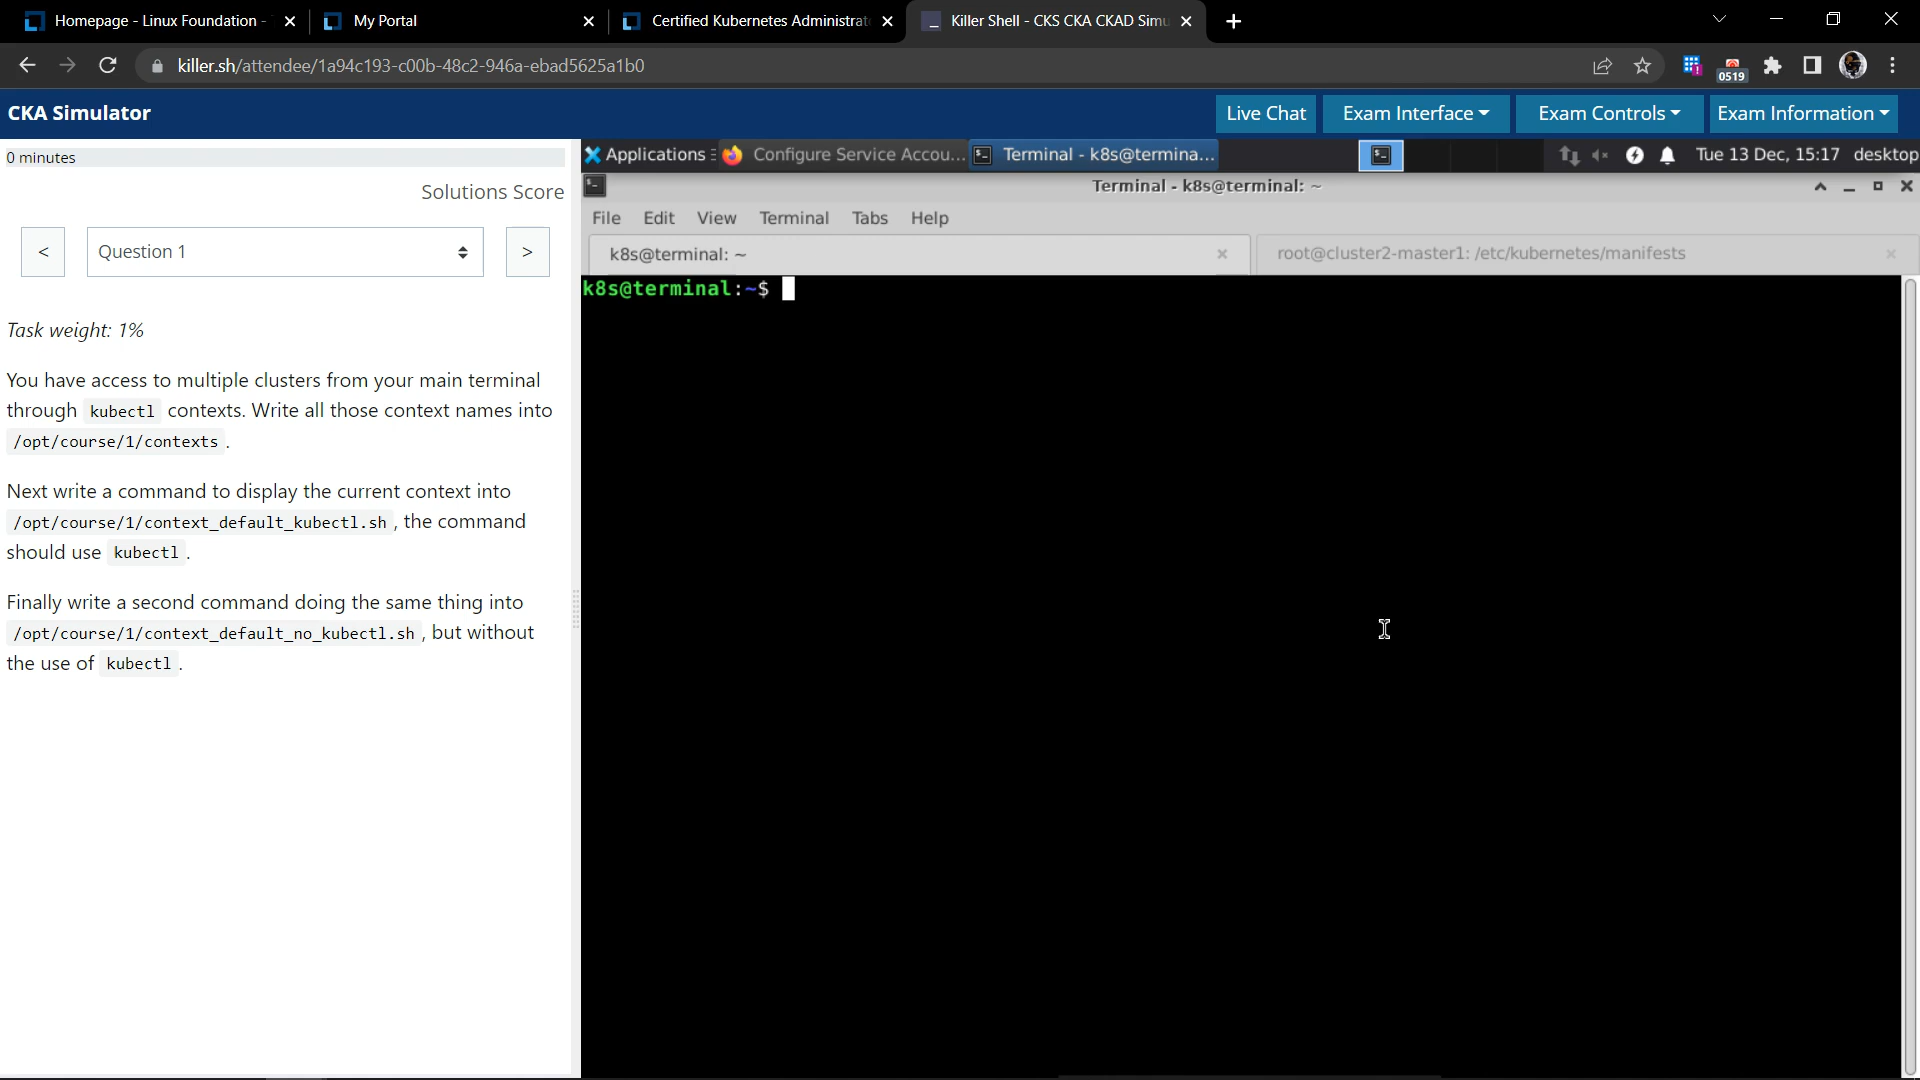 Homepage - Linux Foundation -
My Portal
Certified Kubernetes Administrat
Killer Shell - CKS CKA CKAD Simu
killer.sh/attendee/1a94c193-c00b-48c2-946a-ebad5625a1b0
1
0519
CKA Simulator
Live Chat
Exam Interface
Exam Controls
Exam Information
0 minutes
Solutions Score
<
Question 1
>
Task weight: 1%
You have access to multiple clusters from your main terminal
through kubectl contexts. Write all those context names into
/opt/course/1/contexts .
Next write a command to display the current context into
/opt/course/1/context_default_kubectl.sh , the command
should use kubectl .
Finally write a second command doing the same thing into
/opt/course/1/context_default_no_kubectl.sh , but without
the use of kubectl .
Applications
Configure Service Accou...
Terminal - k8s@termina...
Tue 13 Dec, 15:17 desktop
Terminal - k8s@terminal: ~
File Edit View Terminal Tabs Help
k8s@terminal: ~
root@cluster2-master1: /etc/kubernetes/manifests
k8s@terminal:~$